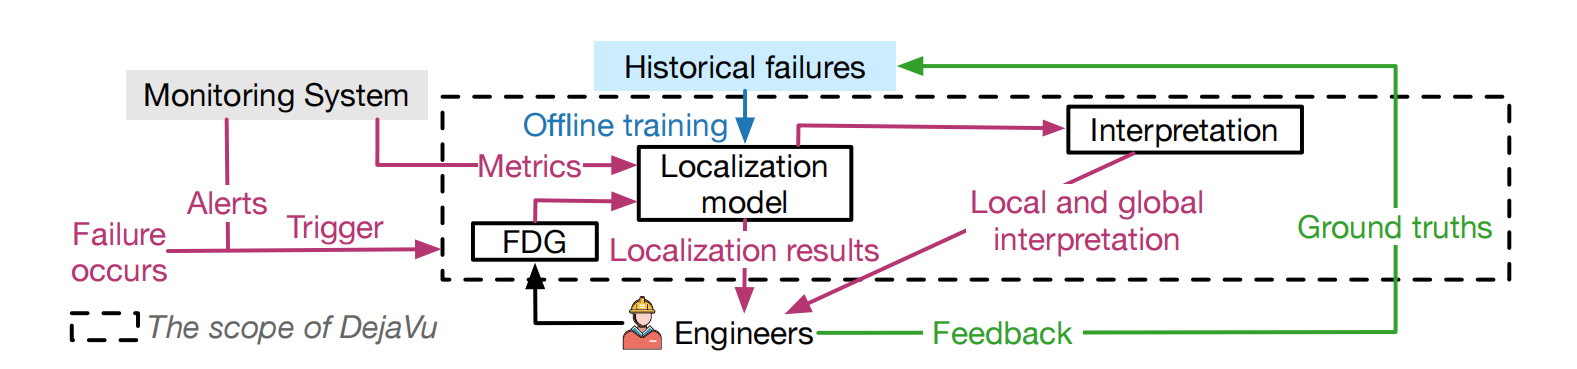 Historical failures
Monitoring System
Offline training
Interpretation
Metrics
Localization
model
Alerts
Trigger
Failure
occurs
FDG
Localization results
Local and global
interpretation
Ground truths
The scope of DejaVu
Engineers
Feedback